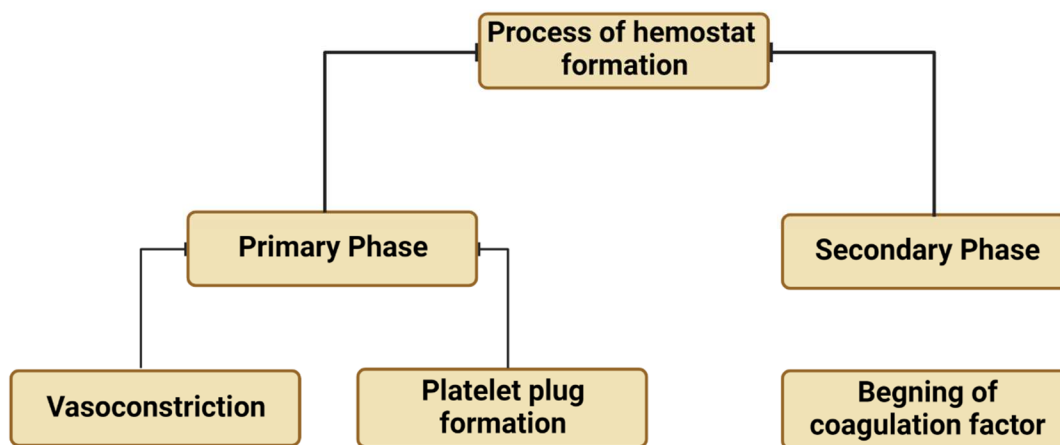 Process of hemostat
formation
Primary Phase
Secondary Phase
Vasoconstriction
Platelet plug
formation
Begning of
coagulation factor